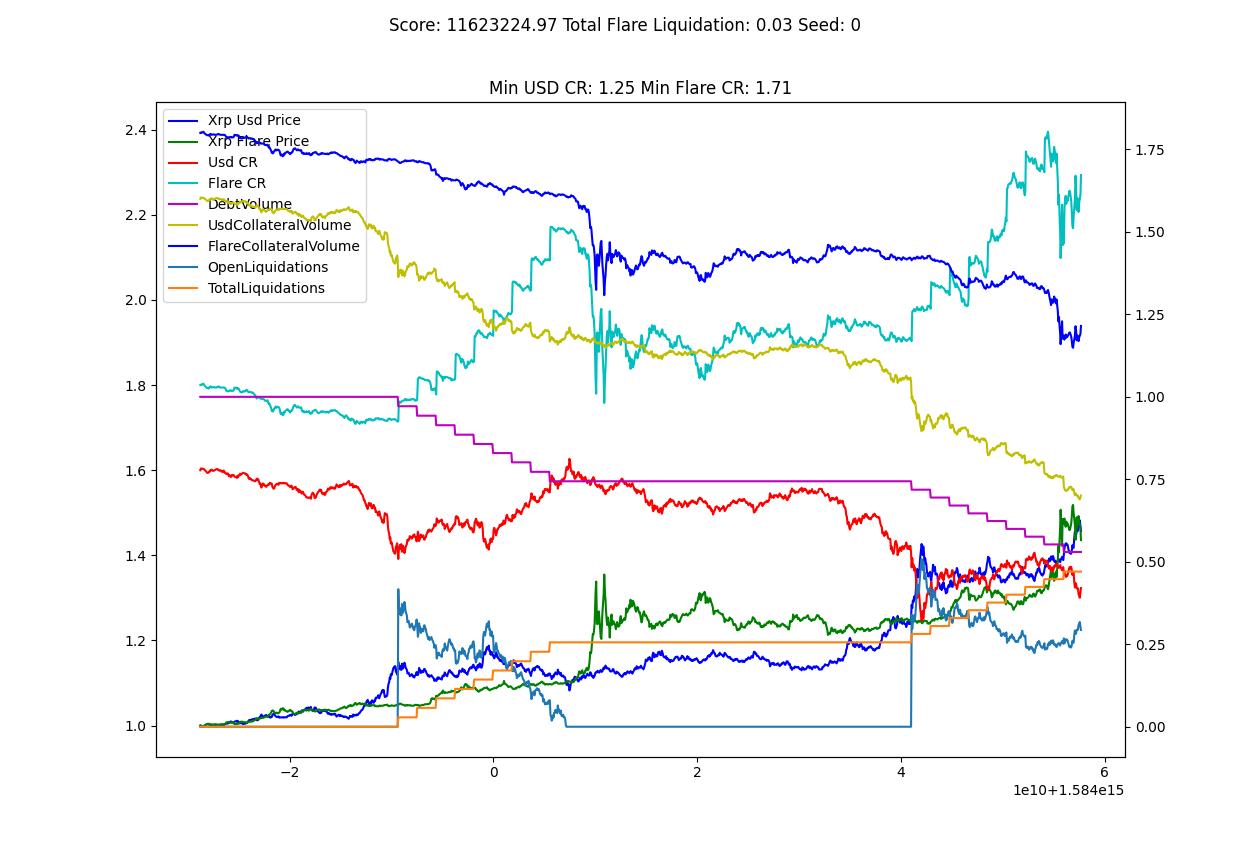 Score: 11623224.97 Total Flare Liquidation: 0.03 Seed: 0
Min USD CR: 1.25 Min Flare CR: 1.71
Xrp Usd Price
Xrp Flare Price
Usd CR
Flare CR
DebtVolume
UsdCollateralVolume
FlareCollateralVolume
OpenLiquidations
TotalLiquidations
2.4
2.2
2.0
1.8
1.6
1.4
1.2
1.0
1.75
1.50
1.25
1.00
0.75
0.50
0.25
0.00
−2 0 2 4 6
1e10+1.584e15